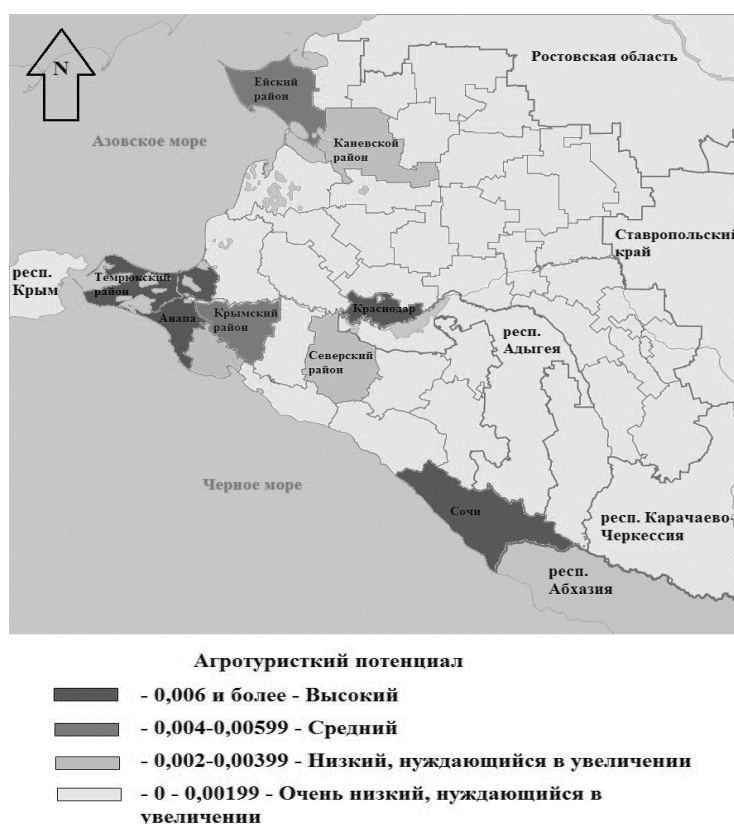 N
Ростовская область
Ейский
район
Азовское море
Каневской
район
Ставропольский
край
респ.
Крым
Темрюкский
район
Анапа
Крымский
район
Краснодар
Северский
район
респ.
Адыгея
Черное море
Сочи
респ. Карачаево-
Черкессия
респ.
Абхазия
Агротуристкий потенциал
- 0,006 и более - Высокий
- 0,004-0,00599 - Средний
- 0,002-0,00399 - Низкий, нуждающийся в увеличении
- 0 - 0,00199 - Очень низкий, нуждающийся в
увеличении